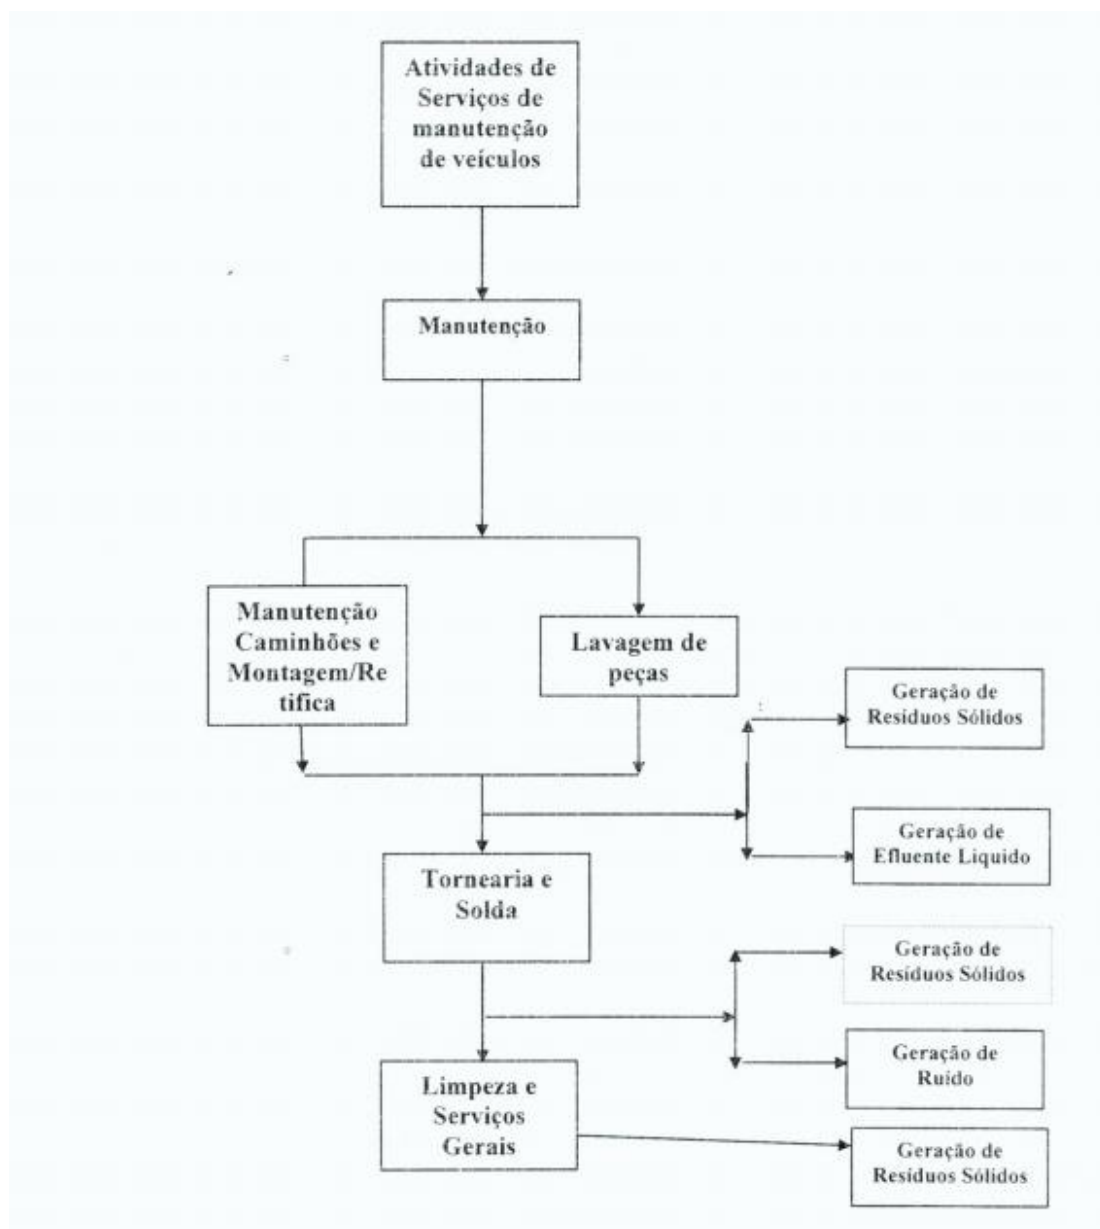 Atividades de
Serviços de
manutenção
de veículos
Manutenção
Manutenção
Caminhões e
Montagem/Re
tifica
Lavagem de
peças
Geração de
Resíduos Sólidos
Geração de
Efluente Liquido
Tornearia e
Solda
Geração de
Resíduos Sólidos
Geração de
Ruído
Limpeza e
Serviços
Gerais
Geração de
Resíduos Sólidos